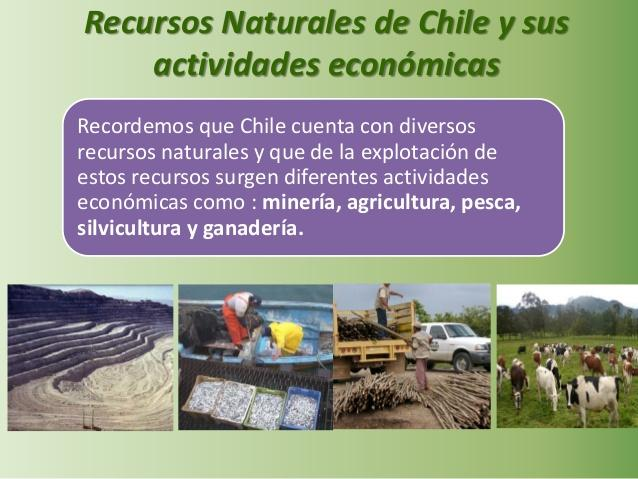 Recursos Naturales de Chile y sus
actividades económicas
Recordemos que Chile cuenta con diversos
recursos naturales y que de la explotación de
estos recursos surgen diferentes actividades
económicas como : minería, agricultura, pesca,
silvicultura y ganadería.